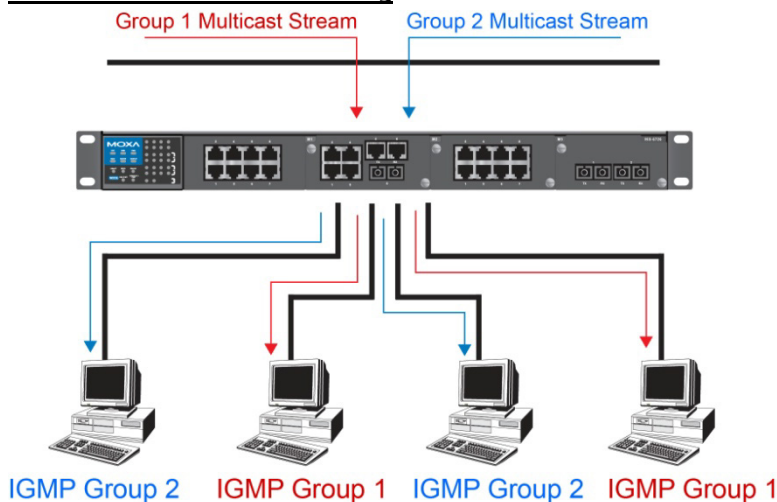 Group 1 Multicast Stream
Group 2 Multicast Stream
MOXA
IGMP Group 2
IGMP Group 1
IGMP Group 2
IGMP Group 1